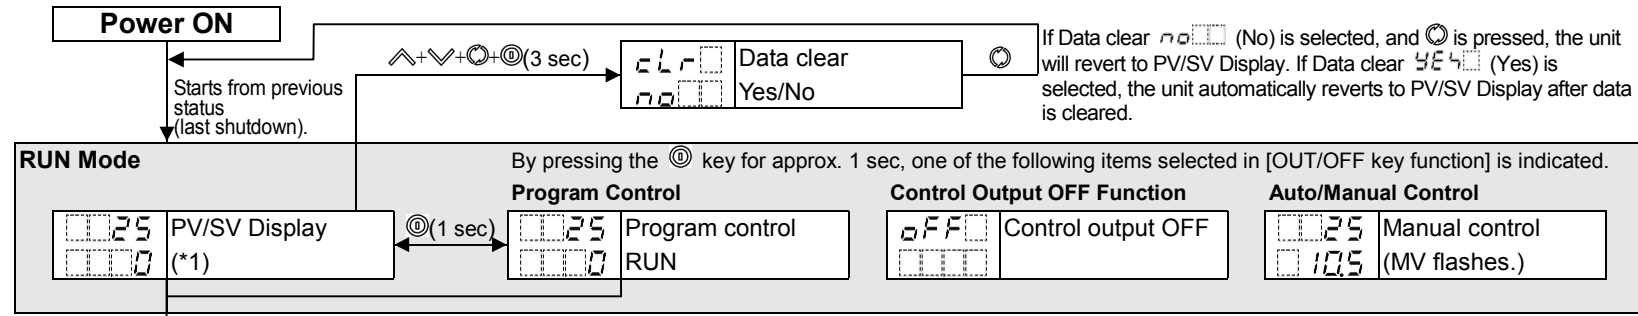 Power ON
Starts from previous
status
(last shutdown).
+ + + (3 sec)
cLr Data clear
no Yes/No
If Data clear no (No) is selected, and is pressed, the unit
will revert to PV/SV Display. If Data clear YES (Yes) is
selected, the unit automatically reverts to PV/SV Display after data
is cleared.
RUN Mode
By pressing the key for approx. 1 sec, one of the following items selected in [OUT/OFF key function] is indicated.
Program Control
Control Output OFF Function
Auto/Manual Control
25 PV/SV Display
0 (*1)
(1 sec)
25 Program control
0 RUN
oFF Control output OFF
25 Manual control
10.5 (MV flashes.)